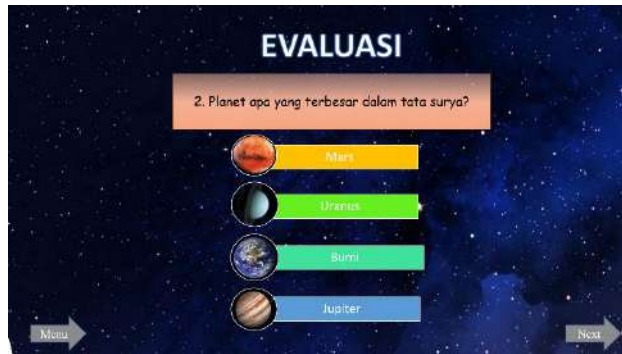 EVALUASI
2. Planet apa yang terbesar dalam tata surya?
Mars
Uranus
Bumi
Jupiter
Menu
Next